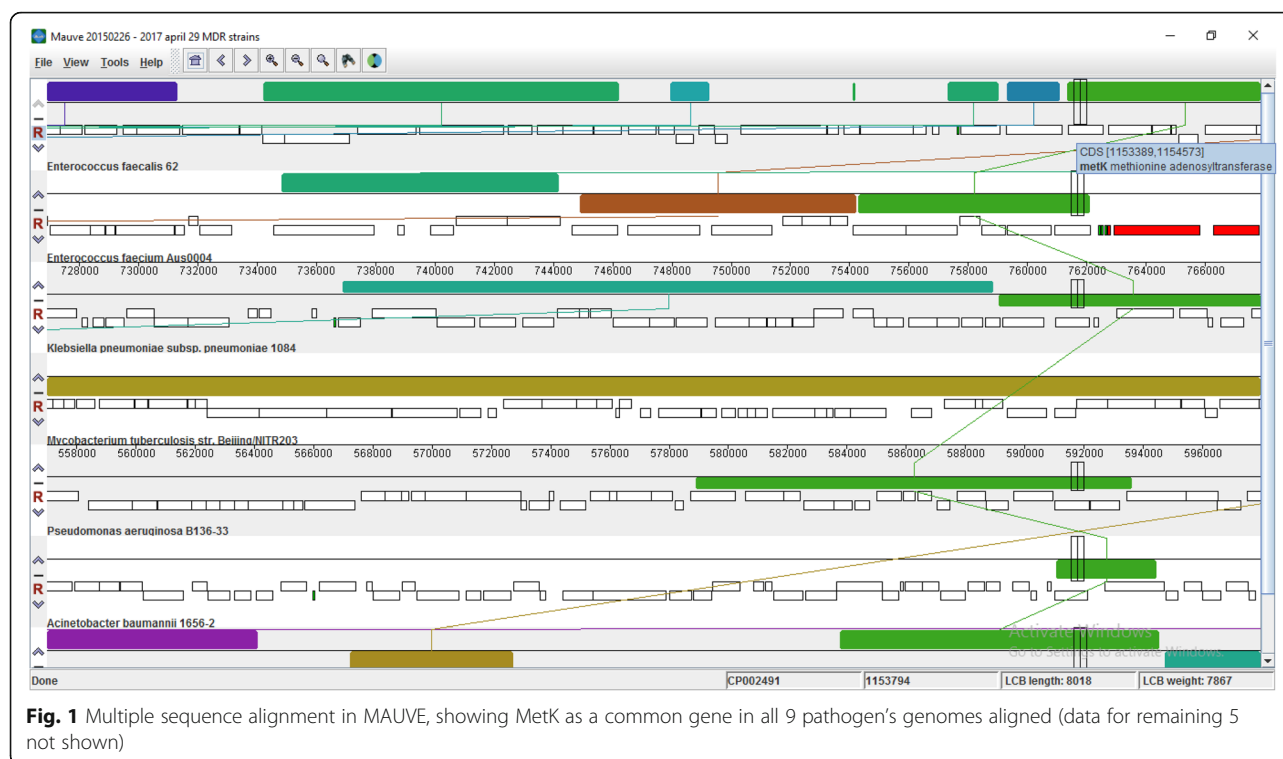 Mauve 20150226 - 2017 april 29 MDR strains
File View Tools Help
R
Enterococcus faecalis 62
CDS [1153389,1154573]
metK methionine adenosyltransferase
R
Enterococcus faecium Aus0004
728000 730000 732000 734000 736000 740000 742000 744000 746000 750000 752000 754000 756000 760000 762000 764000 766000
R
Klebsiella pneumoniae subsp. pneumoniae 1084
R
Mycobacterium tuberculosis str. Beijing/NITR203
558000 560000 562000 564000 566000 570000 572000 574000 576000 580000 582000 584000 586000 588000 590000 592000 594000 596000
R
Pseudomonas aeruginosa B136-33
R
Acinetobacter baumannii 1656-2
Activate Windows
Go to Settings to activate Windows.
Done CP002491 1153794 LCB length: 8018 LCB weight: 7867
Fig. 1 Multiple sequence alignment in MAUVE, showing MetK as a common gene in all 9 pathogen's genomes aligned (data for remaining 5
not shown)